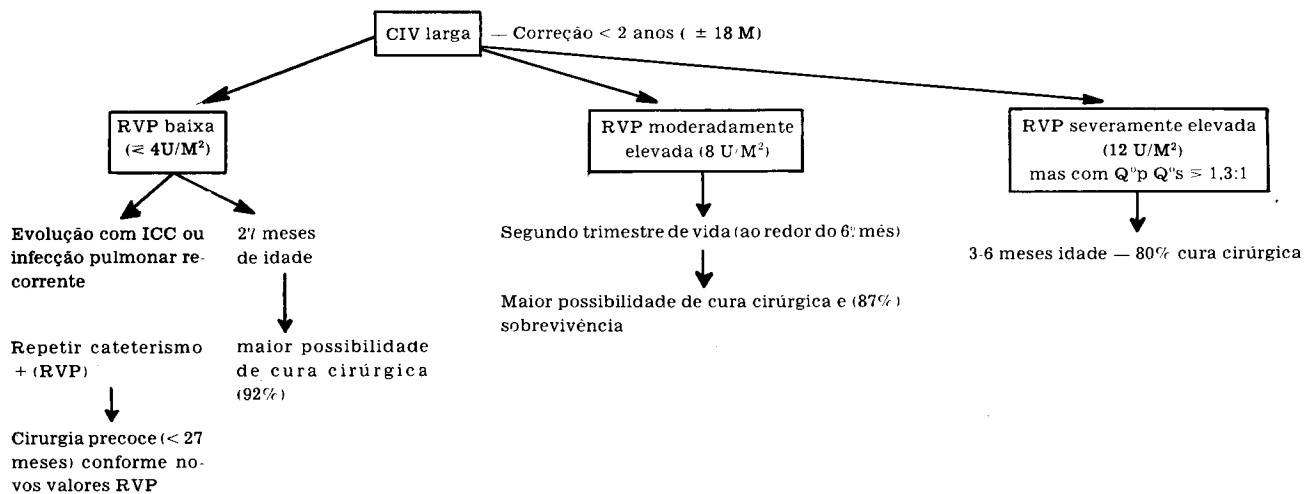 CIV larga — Correção < 2 anos ( ± 18 M)
RVP baixa
(≷ 4U/M²)
RVP moderadamente
elevada (8 U/M²)
RVP severamente elevada
(12 U/M²)
mas com Qºp Qºs ≷ 1,3:1
Evolução com ICC ou
infecção pulmonar re-
corrente
27 meses
de idade
Repetir cateterismo
+ (RVP)
maior possibilidade
de cura cirúrgica
(92%)
Cirurgia precoce (< 27
meses) conforme no-
vos valores RVP
Segundo trimestre de vida (ao redor do 6º mês)
Maior possibilidade de cura cirúrgica e (87%)
sobrevivência
3-6 meses idade — 80% cura cirúrgica